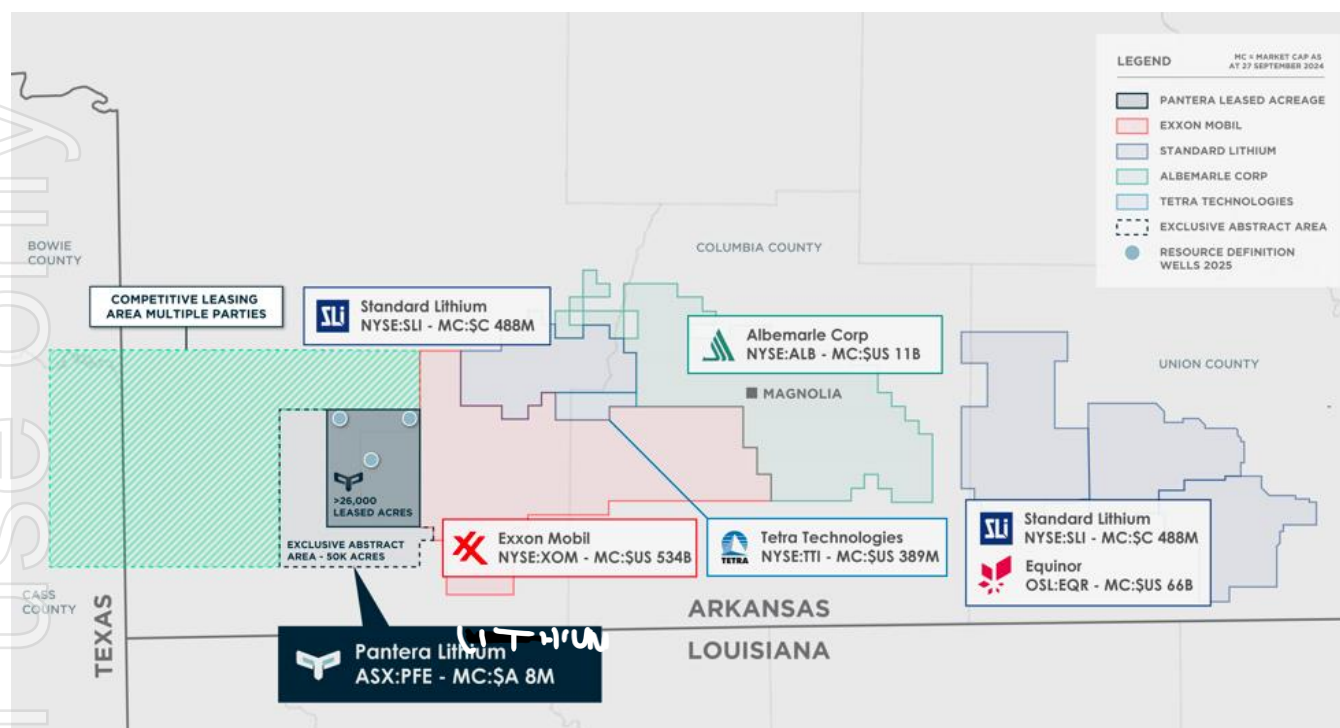 LEGEND
MC = MARKET CAP AS
AT 27 SEPTEMBER 2024
PANTERA LEASED ACREAGE
EXXON MOBIL
STANDARD LITHIUM
ALBEMARLE CORP
TETRA TECHNOLOGIES
EXCLUSIVE ABSTRACT AREA
RESOURCE DEFINITION
WELLS 2025
BOWIE
COUNTY
COLUMBIA COUNTY
COMPETITIVE LEASING
AREA MULTIPLE PARTIES
SLi
Standard Lithium
NYSE:SLI - MC:$C 488M
Albemarle Corp
NYSE:ALB - MC:$US 11B
UNION COUNTY
MAGNOLIA
>26,000
LEASED ACRES
EXCLUSIVE ABSTRACT
AREA - 50K ACRES
Exxon Mobil
NYSE:XOM - MC:$US 534B
TETRA
Tetra Technologies
NYSE:TTI - MC:$US 389M
SLi
Standard Lithium
NYSE:SLI - MC:$C 488M
Equinor
OSL:EQR - MC:$US 66B
CASS
COUNTY
TEXAS
ARKANSAS
LOUISIANA
LITHIUN
Pantera Lithium
ASX:PFE - MC:$A 8M
use only